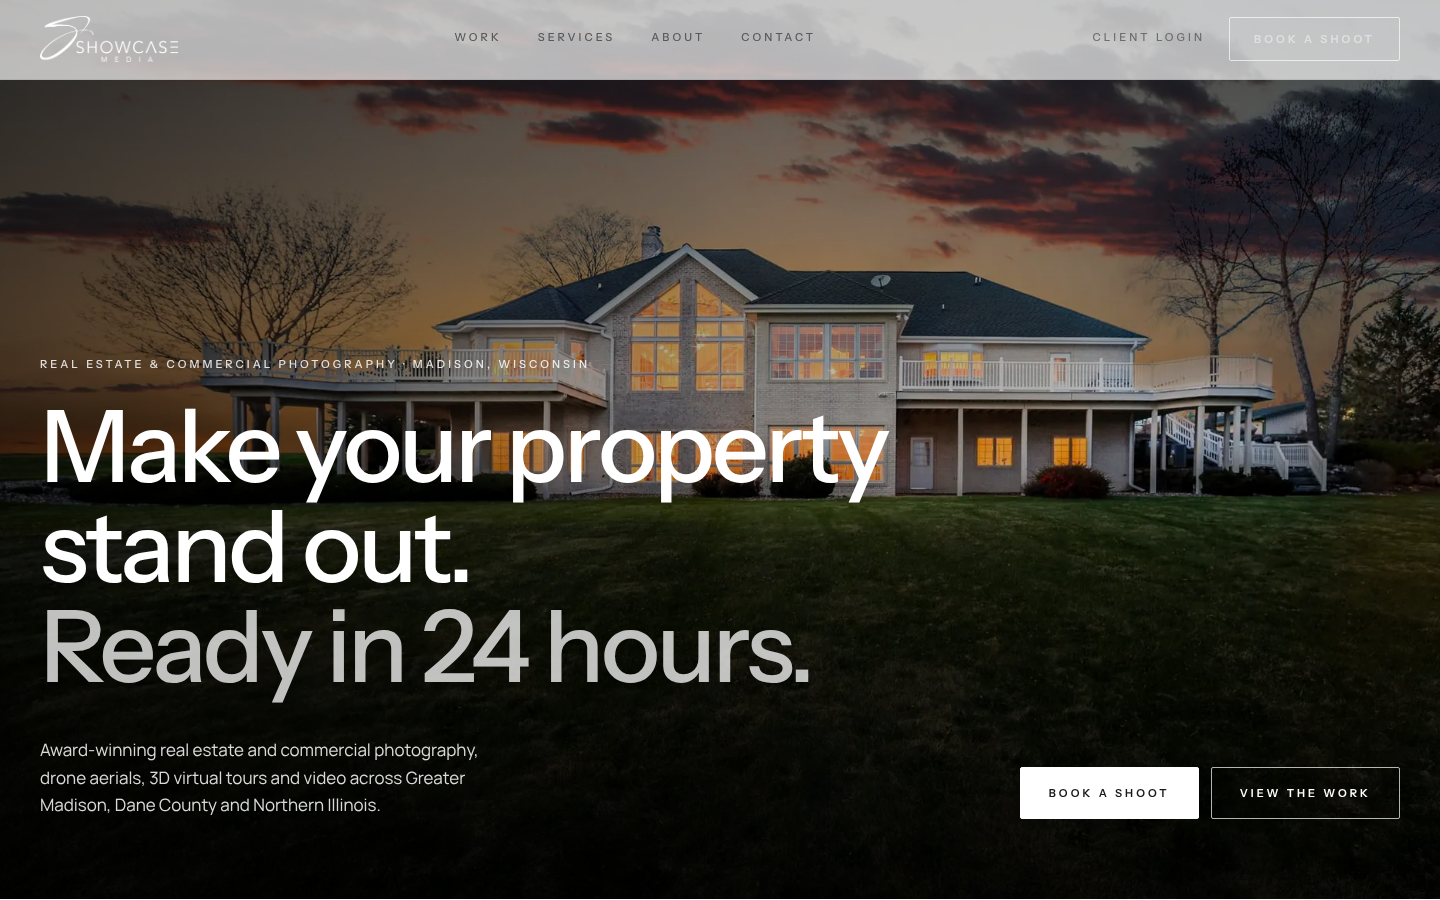 SHOWCASE
MEDIA
WORK SERVICES ABOUT CONTACT
CLIENT LOGIN BOOK A SHOOT
REAL ESTATE & COMMERCIAL PHOTOGRAPHY · MADISON, WISCONSIN
Make your property
stand out.
Ready in 24 hours.
Award-winning real estate and commercial photography,
drone aerials, 3D virtual tours and video across Greater
Madison, Dane County and Northern Illinois.
BOOK A SHOOT VIEW THE WORK